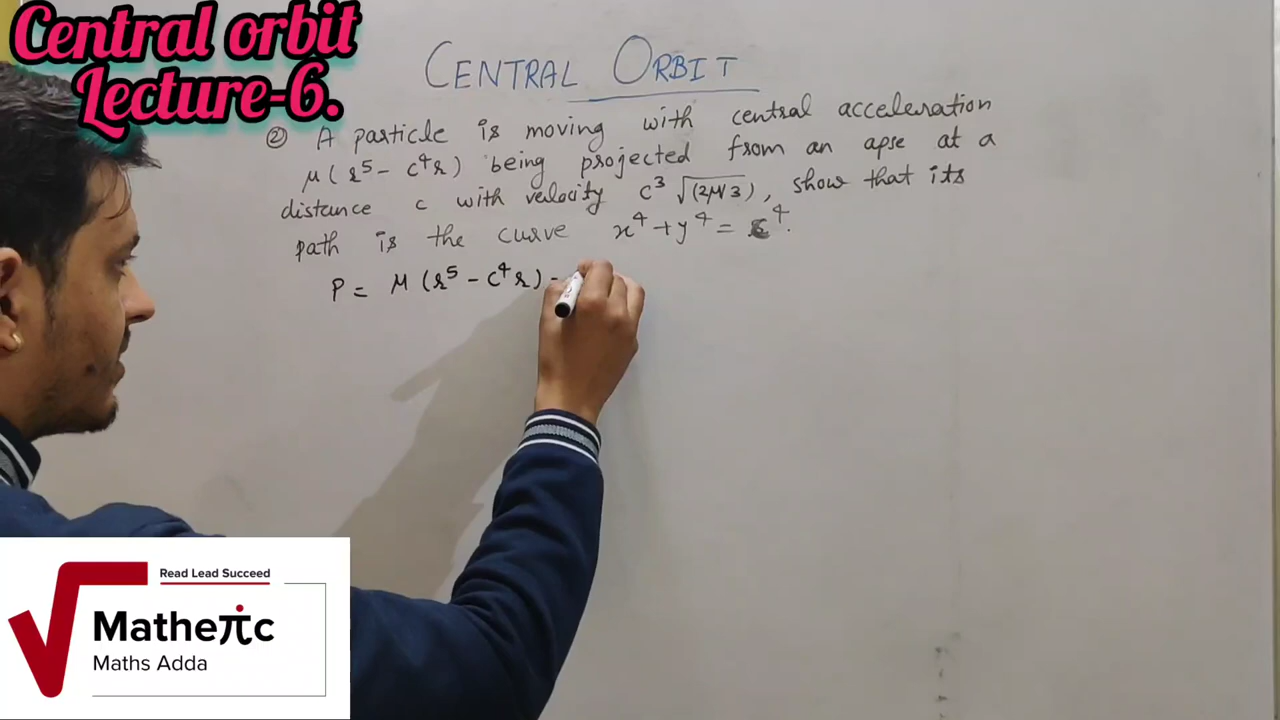 Central orbit
Lecture-6.
CENTRAL ORBIT
② A particle is moving with central acceleration
μ(r⁵ - c⁴r) being projected from an apse at a
distance c with velocity c³ √(2μ/3), show that its
path is the curve x⁴ + y⁴ = c⁴.
P = μ(r⁵ - c⁴r)
Read Lead Succeed
Matheπc
Maths Adda